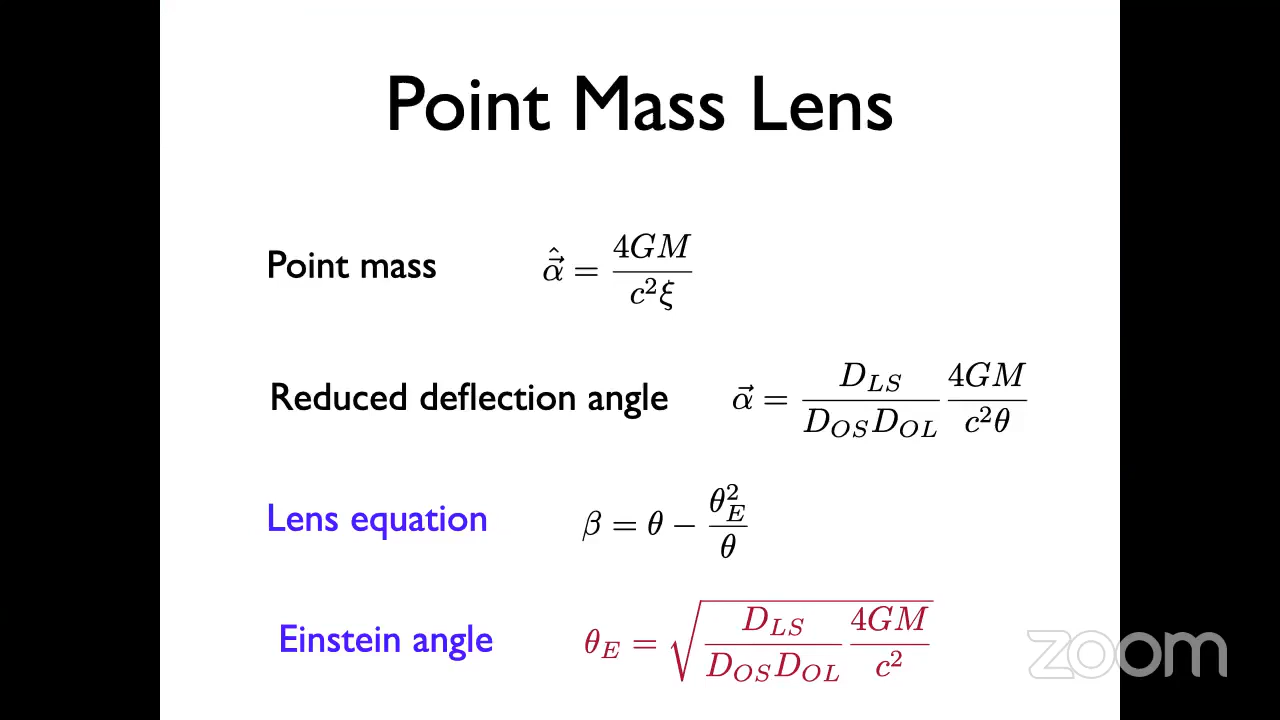 Point Mass Lens
Point mass $\hat{\vec{\alpha}} = \frac{4GM}{c^2 \xi}$
Reduced deflection angle $\vec{\alpha} = \frac{D_{LS}}{D_{OS} D_{OL}} \frac{4GM}{c^2 \theta}$
Lens equation $\beta = \theta - \frac{\theta_E^2}{\theta}$
Einstein angle $\theta_E = \sqrt{\frac{D_{LS}}{D_{OS} D_{OL}} \frac{4GM}{c^2}}$
zoom